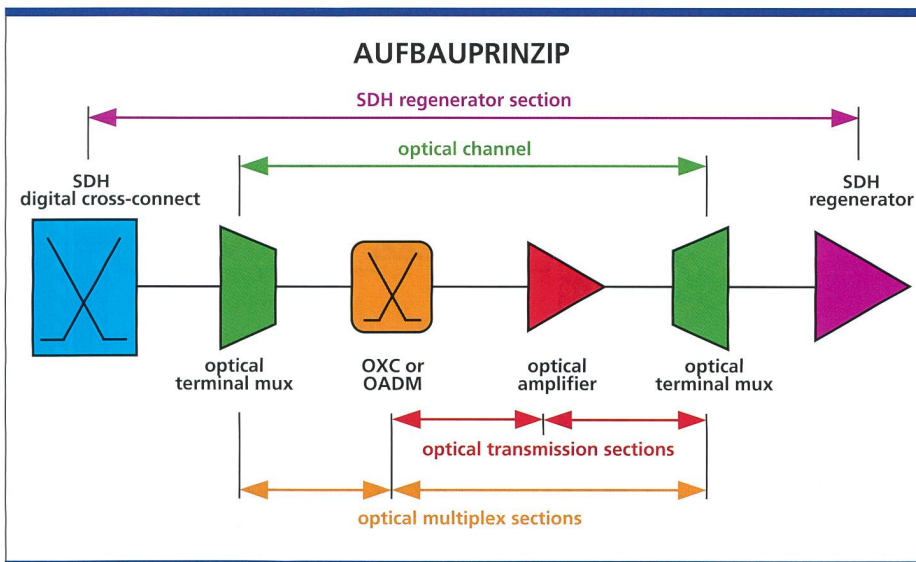 AUFBAUPRINZIP
SDH regenerator section
optical channel
SDH
digital cross-connect
SDH
regenerator
optical
terminal mux
OXC or
OADM
optical
amplifier
optical
terminal mux
optical transmission sections
optical multiplex sections